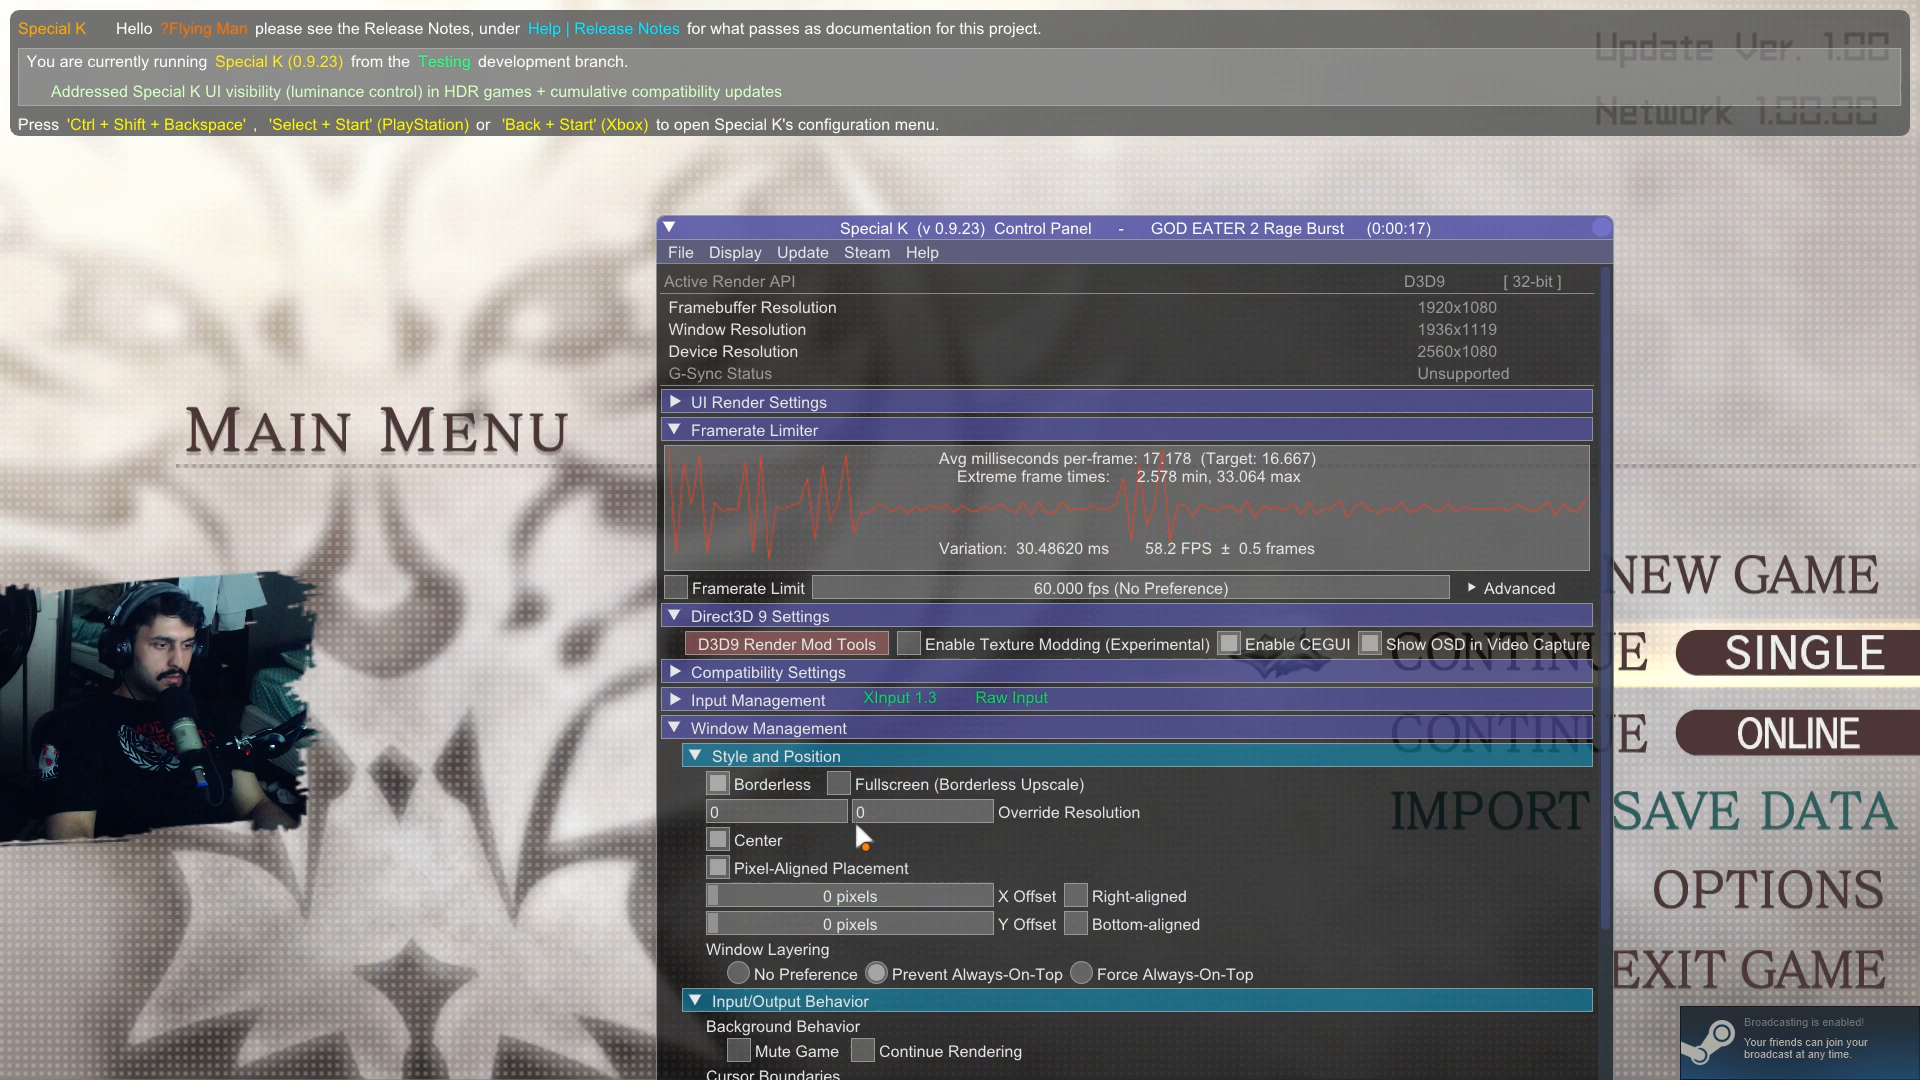 Special K Hello ?Flying Man please see the Release Notes, under Help | Release Notes for what passes as documentation for this project.
You are currently running Special K (0.9.23) from the Testing development branch.
Addressed Special K UI visibility (luminance control) in HDR games + cumulative compatibility updates
Press 'Ctrl + Shift + Backspace' , 'Select + Start' (PlayStation) or 'Back + Start' (Xbox) to open Special K's configuration menu.
Update Ver. 1.00
Network 1.00.00
Special K (v 0.9.23) Control Panel - GOD EATER 2 Rage Burst (0:00:17)
File Display Update Steam Help
Active Render API D3D9 [ 32-bit ]
Framebuffer Resolution 1920x1080
Window Resolution 1936x1119
Device Resolution 2560x1080
G-Sync Status Unsupported
UI Render Settings
Framerate Limiter
Avg milliseconds per-frame: 17.178 (Target: 16.667)
Extreme frame times: 2.578 min, 33.064 max
Variation: 30.48620 ms 58.2 FPS ± 0.5 frames
Framerate Limit 60.000 fps (No Preference) Advanced
Direct3D 9 Settings
D3D9 Render Mod Tools Enable Texture Modding (Experimental) Enable CEGUI Show OSD in Video Capture
Compatibility Settings
Input Management XInput 1.3 Raw Input
Window Management
Style and Position
Borderless Fullscreen (Borderless Upscale)
0 0 Override Resolution
Center
Pixel-Aligned Placement
0 pixels X Offset Right-aligned
0 pixels Y Offset Bottom-aligned
Window Layering
No Preference Prevent Always-On-Top Force Always-On-Top
Input/Output Behavior
Background Behavior
Mute Game Continue Rendering
Cursor Boundaries
MAIN MENU
NEW GAME
CONTINUE SINGLE
CONTINUE ONLINE
IMPORT SAVE DATA
OPTIONS
EXIT GAME
Broadcasting is enabled!
Your friends can join your
broadcast at any time.